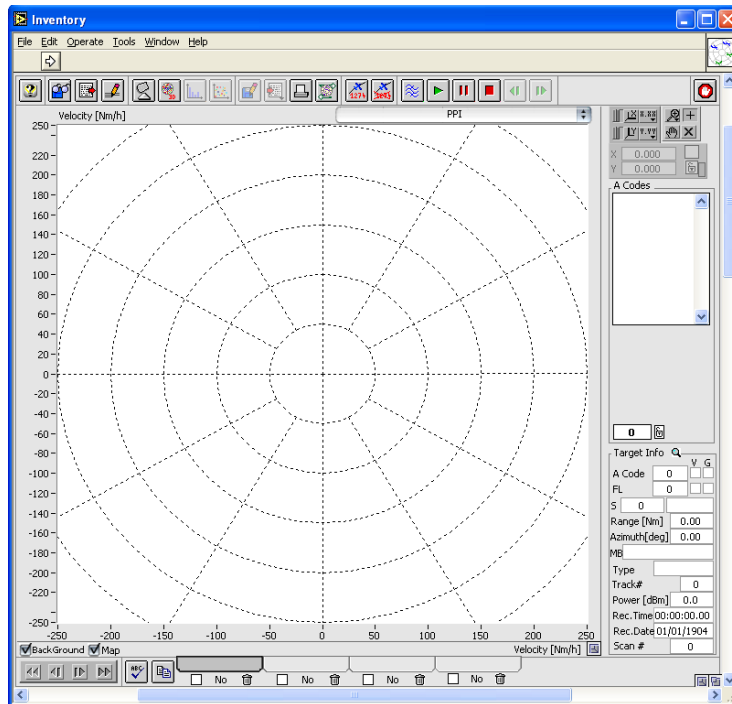 Inventory
File Edit Operate Tools Window Help
Velocity [Nm/h]
PPI
250
220
200
180
160
140
120
100
80
60
40
20
0
-20
-40
-60
-80
-100
-120
-140
-160
-180
-200
-220
-250
-250 -200 -150 -100 -50 0 50 100 150 200 250
BackGround Map Velocity [Nm/h]
No No No No
X 0.000
Y 0.000
A Codes
0
Target Info
V G
A Code 0
FL 0
S 0
Range [Nm] 0.00
Azimuth[deg] 0.00
MB
Type
Track# 0
Power [dBm] 0.0
Rec.Time 00:00:00.00
Rec.Date 01/01/1904
Scan # 0